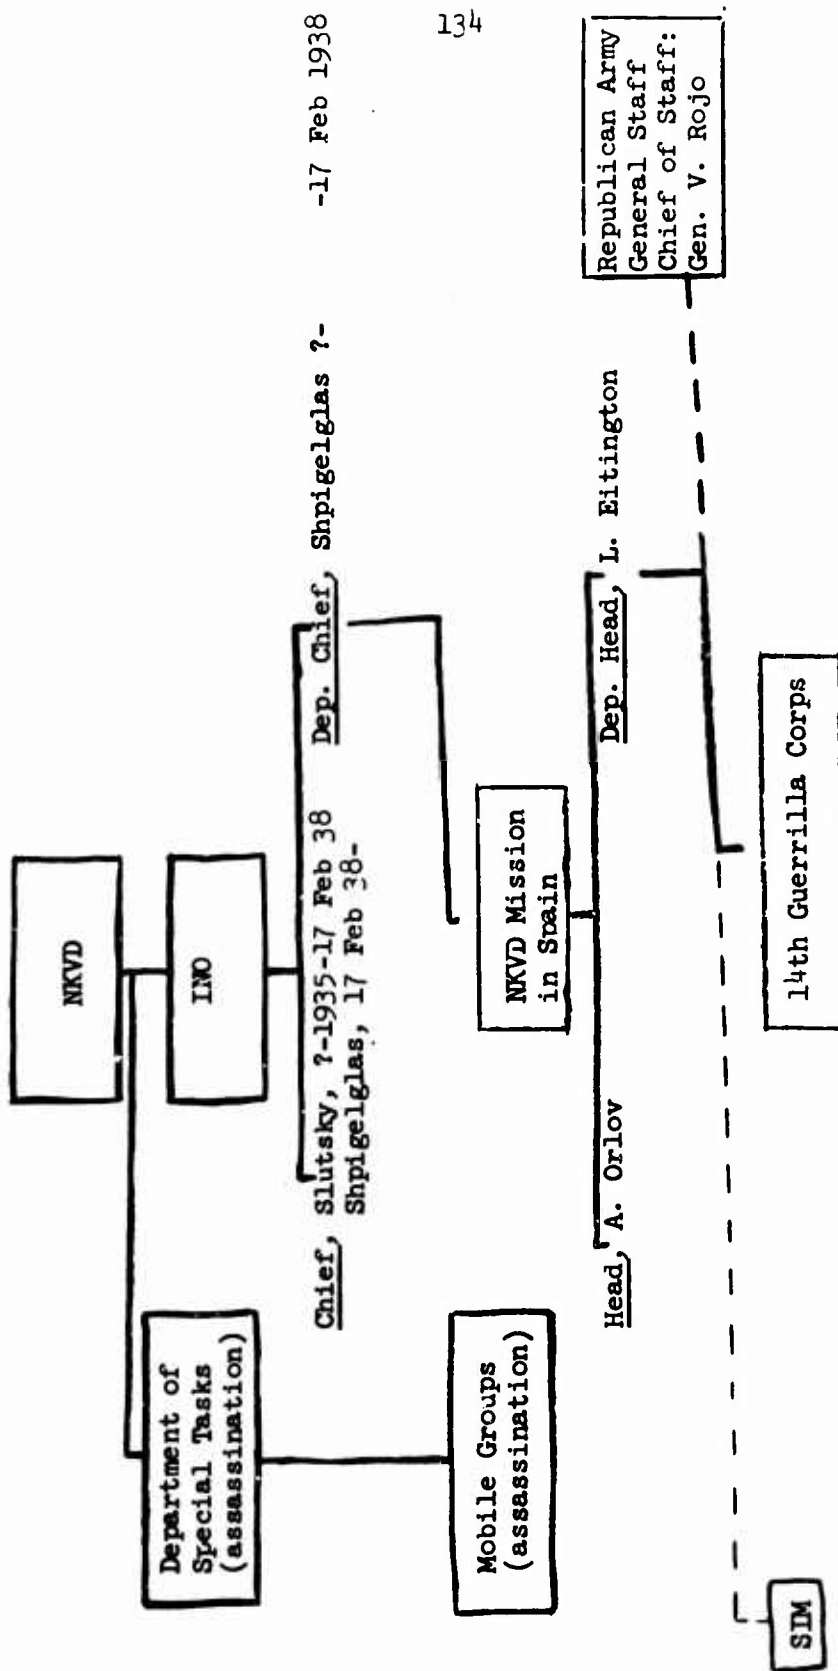 NKVD
INO
Department of
Special Tasks
(assassination)
Chief, Slutsky, ?-1935-17 Feb 38
Shpigelglas, 17 Feb 38-
Dep. Chief, Shpigelglas ?-
-17 Feb 1938
134
Mobile Groups
(assassination)
NKVD Mission
in Spain
Head, A. Orlov
Dep. Head, L. Eitington
Republican Army
General Staff
Chief of Staff:
Gen. V. Rojo
SIM
14th Guerrilla Corps